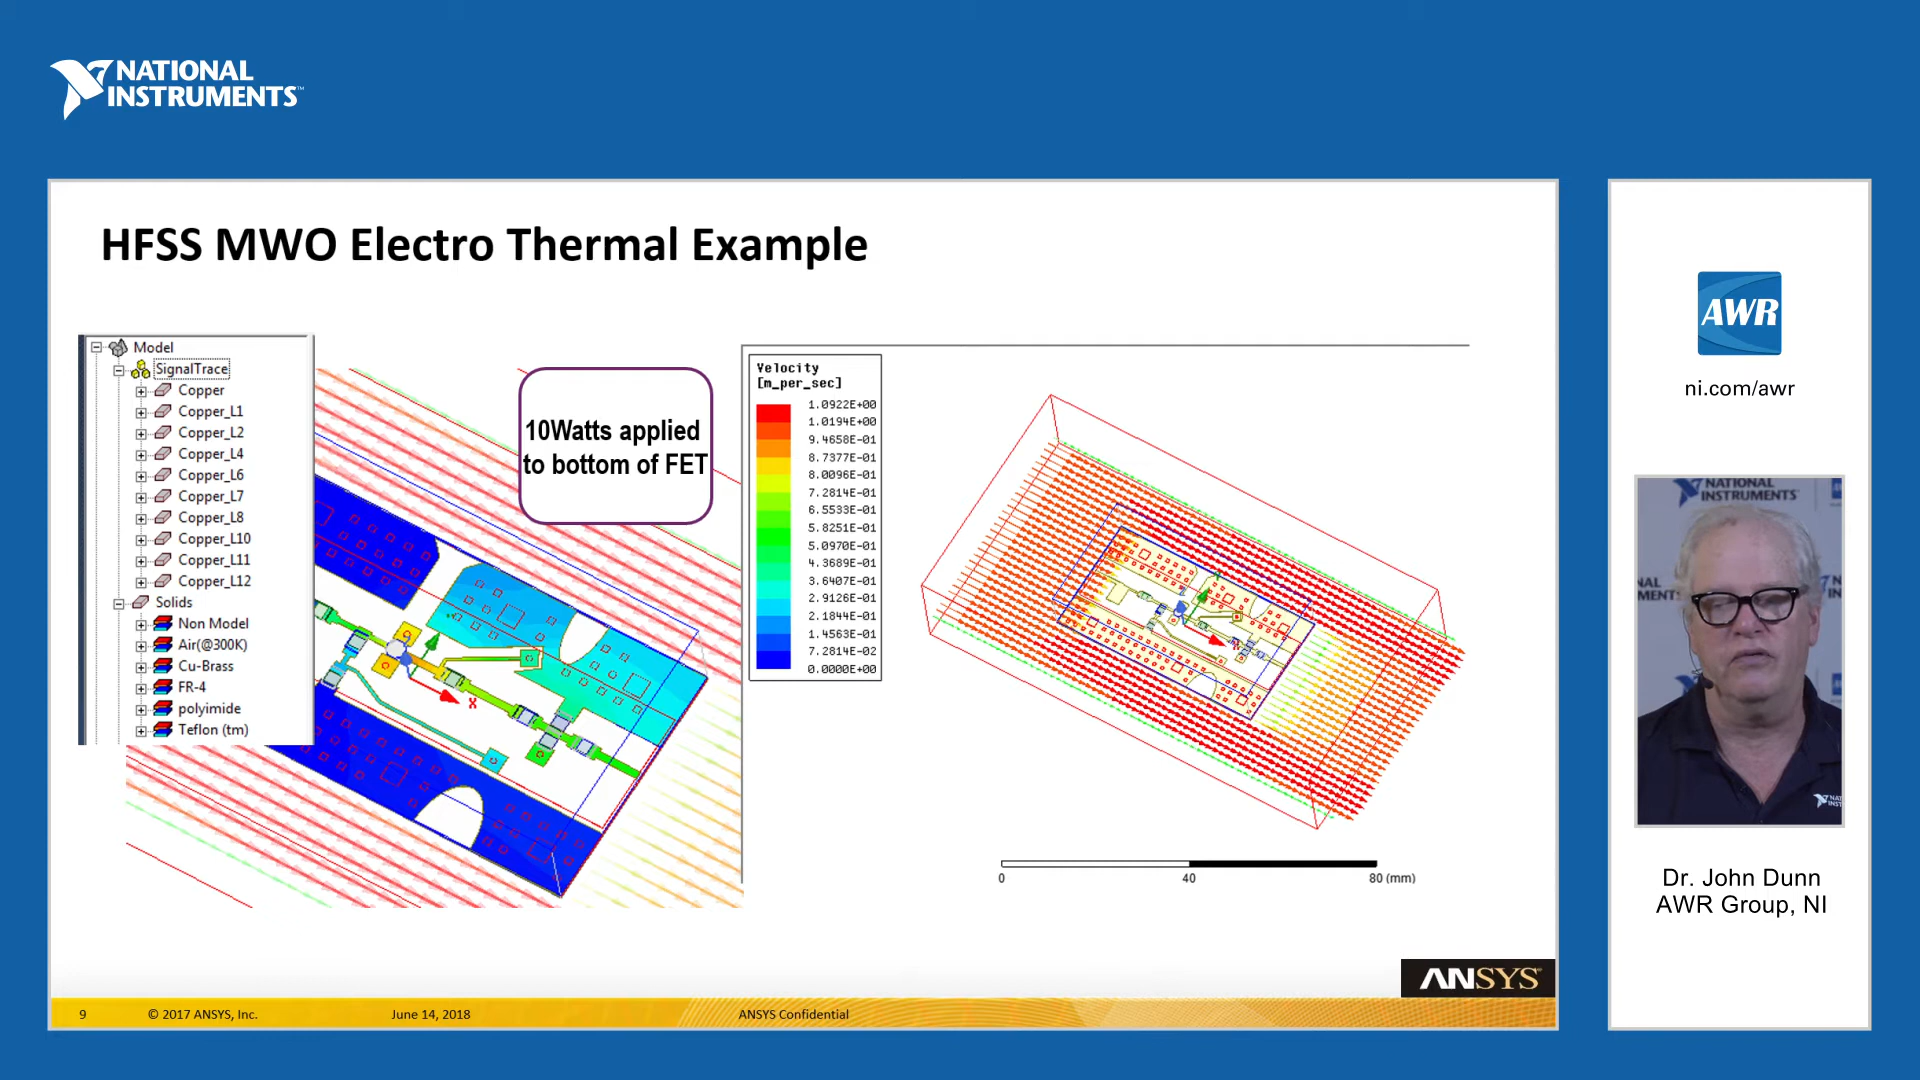 NATIONAL
INSTRUMENTS™
HFSS MWO Electro Thermal Example
Model
SignalTrace
Copper
Copper_L1
Copper_L2
Copper_L4
Copper_L6
Copper_L7
Copper_L8
Copper_L10
Copper_L11
Copper_L12
Solids
Non Model
Air(@300K)
Cu-Brass
FR-4
polyimide
Teflon (tm)
10Watts applied
to bottom of FET
X
Velocity
[m_per_sec]
1.0922E+00
1.0194E+00
9.4658E-01
8.7377E-01
8.0096E-01
7.2814E-01
6.5533E-01
5.8251E-01
5.0970E-01
4.3689E-01
3.6407E-01
2.9126E-01
2.1844E-01
1.4563E-01
7.2814E-02
0.0000E+00
0 40 80 (mm)
ANSYS
9 © 2017 ANSYS, Inc. June 14, 2018 ANSYS Confidential
AWR
ni.com/awr
NATIONAL
INSTRUMENTS
Dr. John Dunn
AWR Group, NI